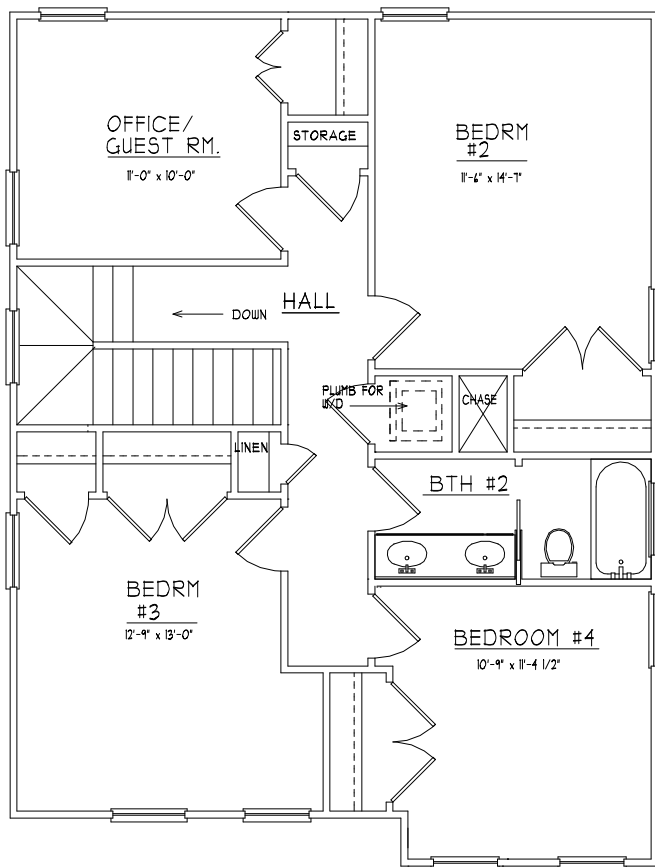 OFFICE/
GUEST RM.
11'-0" x 10'-0"
STORAGE
BEDRM
#2
11'-6" x 14'-7"
HALL
DOWN
PLUMB FOR
W/D
CHASE
LINEN
BTH #2
BEDRM
#3
12'-9" x 13'-0"
BEDROOM #4
10'-9" x 11'-4 1/2"